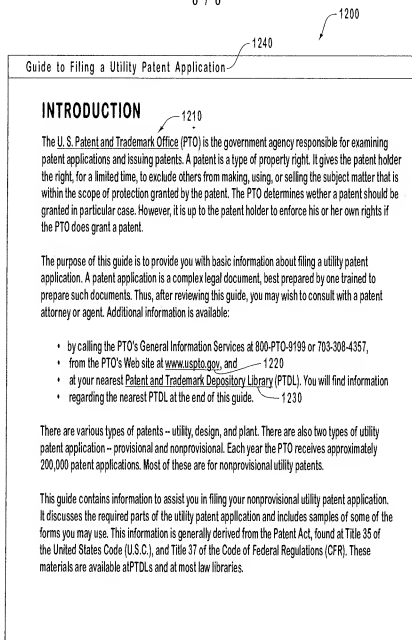 1200
1240
Guide to Filing a Utility Patent Application
INTRODUCTION
1210
The U. S. Patent and Trademark Office (PTO) is the government agency responsible for examining
patent applications and issuing patents. A patent is a type of property right. It gives the patent holder
the right, for a limited time, to exclude others from making, using, or selling the subject matter that is
within the scope of protection granted by the patent. The PTO determines wether a patent should be
granted in particular case. However, it is up to the patent holder to enforce his or her own rights if
the PTO does grant a patent.
The purpose of this guide is to provide you with basic information about filing a utility patent
application. A patent application is a complex legal document, best prepared by one trained to
prepare such documents. Thus, after reviewing this guide, you may wish to consult with a patent
attorney or agent. Additional information is available:
• by calling the PTO's General Information Services at 800-PTO-9199 or 703-308-4357,
• from the PTO's Web site at www.uspto.gov, and 1220
• at your nearest Patent and Trademark Depository Library (PTDL). You will find information
• regarding the nearest PTDL at the end of this guide. 1230
There are various types of patents -- utility, design, and plant. There are also two types of utility
patent application -- provisional and nonprovisional. Each year the PTO receives approximately
200,000 patent applications. Most of these are for nonprovisional utility patents.
This guide contains information to assist you in filing your nonprovisional utility patent application.
It discusses the required parts of the utility patent application and includes samples of some of the
forms you may use. This information is generally derived from the Patent Act, found at Title 35 of
the United States Code (U.S.C.), and Title 37 of the Code of Federal Regulations (CFR). These
materials are available atPTDLs and at most law libraries.